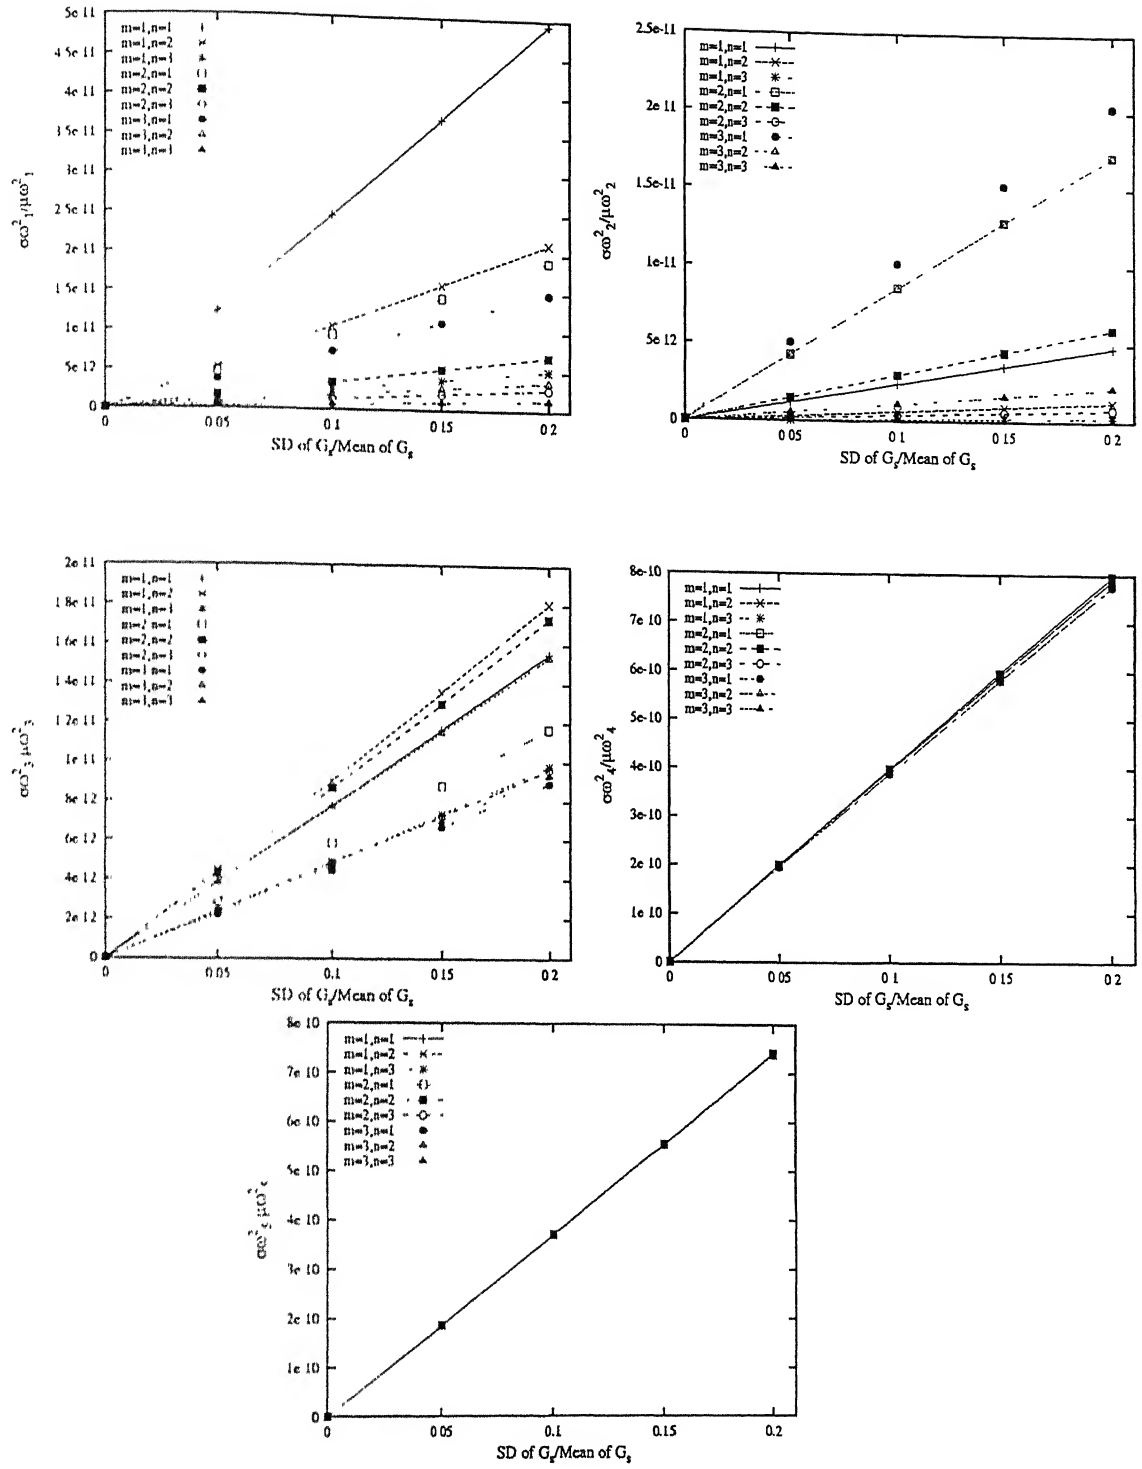 5e 11
4.5e 11
4e 11
3.5e 11
3e 11
2.5e 11
2e 11
1.5e 11
1e 11
5e 12
0
m=1,n=1
m=1,n=2
m=1,n=3
m=2,n=1
m=2,n=2
m=2,n=3
m=3,n=1
m=3,n=2
m=3,n=3
σω²₁/μω²₁
0 0.05 0.1 0.15 0.2
SD of Gₛ/Mean of Gₛ
2.5e-11
2e-11
1.5e-11
1e-11
5e-12
0
m=1,n=1
m=1,n=2
m=1,n=3
m=2,n=1
m=2,n=2
m=2,n=3
m=3,n=1
m=3,n=2
m=3,n=3
σω²₂/μω²₂
0 0.05 0.1 0.15 0.2
SD of Gₛ/Mean of Gₛ
2e 11
1.8e 11
1.6e 11
1.4e 11
1.2e 11
1e 11
8e 12
6e 12
4e 12
2e 12
0
m=1,n=1
m=1,n=2
m=1,n=3
m=2,n=1
m=2,n=2
m=2,n=3
m=3,n=1
m=3,n=2
m=3,n=3
σω²₃ μω²₃
0 0.05 0.1 0.15 0.2
SD of Gₛ/Mean of Gₛ
8e-10
7e-10
6e-10
5e-10
4e-10
3e-10
2e 10
1e 10
0
m=1,n=1
m=1,n=2
m=1,n=3
m=2,n=1
m=2,n=2
m=2,n=3
m=3,n=1
m=3,n=2
m=3,n=3
σω²₄/μω²₄
0 0.05 0.1 0.15 0.2
SD of Gₛ/Mean of Gₛ
8e 10
7e 10
6e 10
5e 10
4e 10
3e 10
2e 10
1e 10
0
m=1,n=1
m=1,n=2
m=1,n=3
m=2,n=1
m=2,n=2
m=2,n=3
m=3,n=1
m=3,n=2
m=3,n=3
σω²₅ μω²₅
0 0.05 0.1 0.15 0.2
SD of Gₛ/Mean of Gₛ